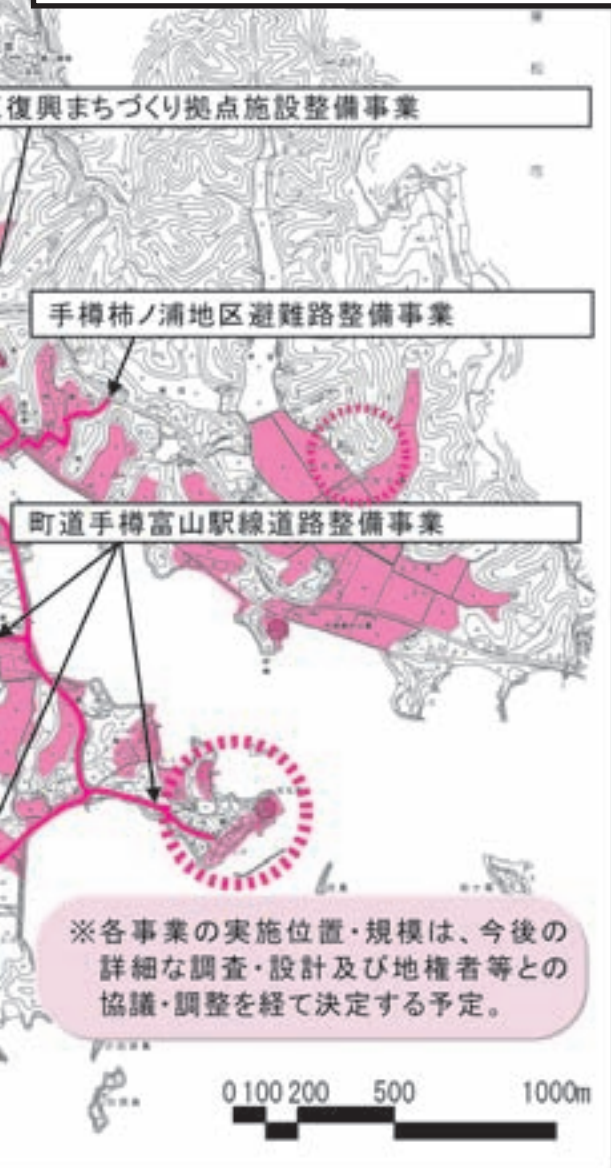 復興まちづくり拠点施設整備事業
手樽柿ノ浦地区避難路整備事業
町道手樽富山駅線道路整備事業
※各事業の実施位置・規模は、今後の
詳細な調査・設計及び地権者等との
協議・調整を経て決定する予定。
0 100 200 500 1000m